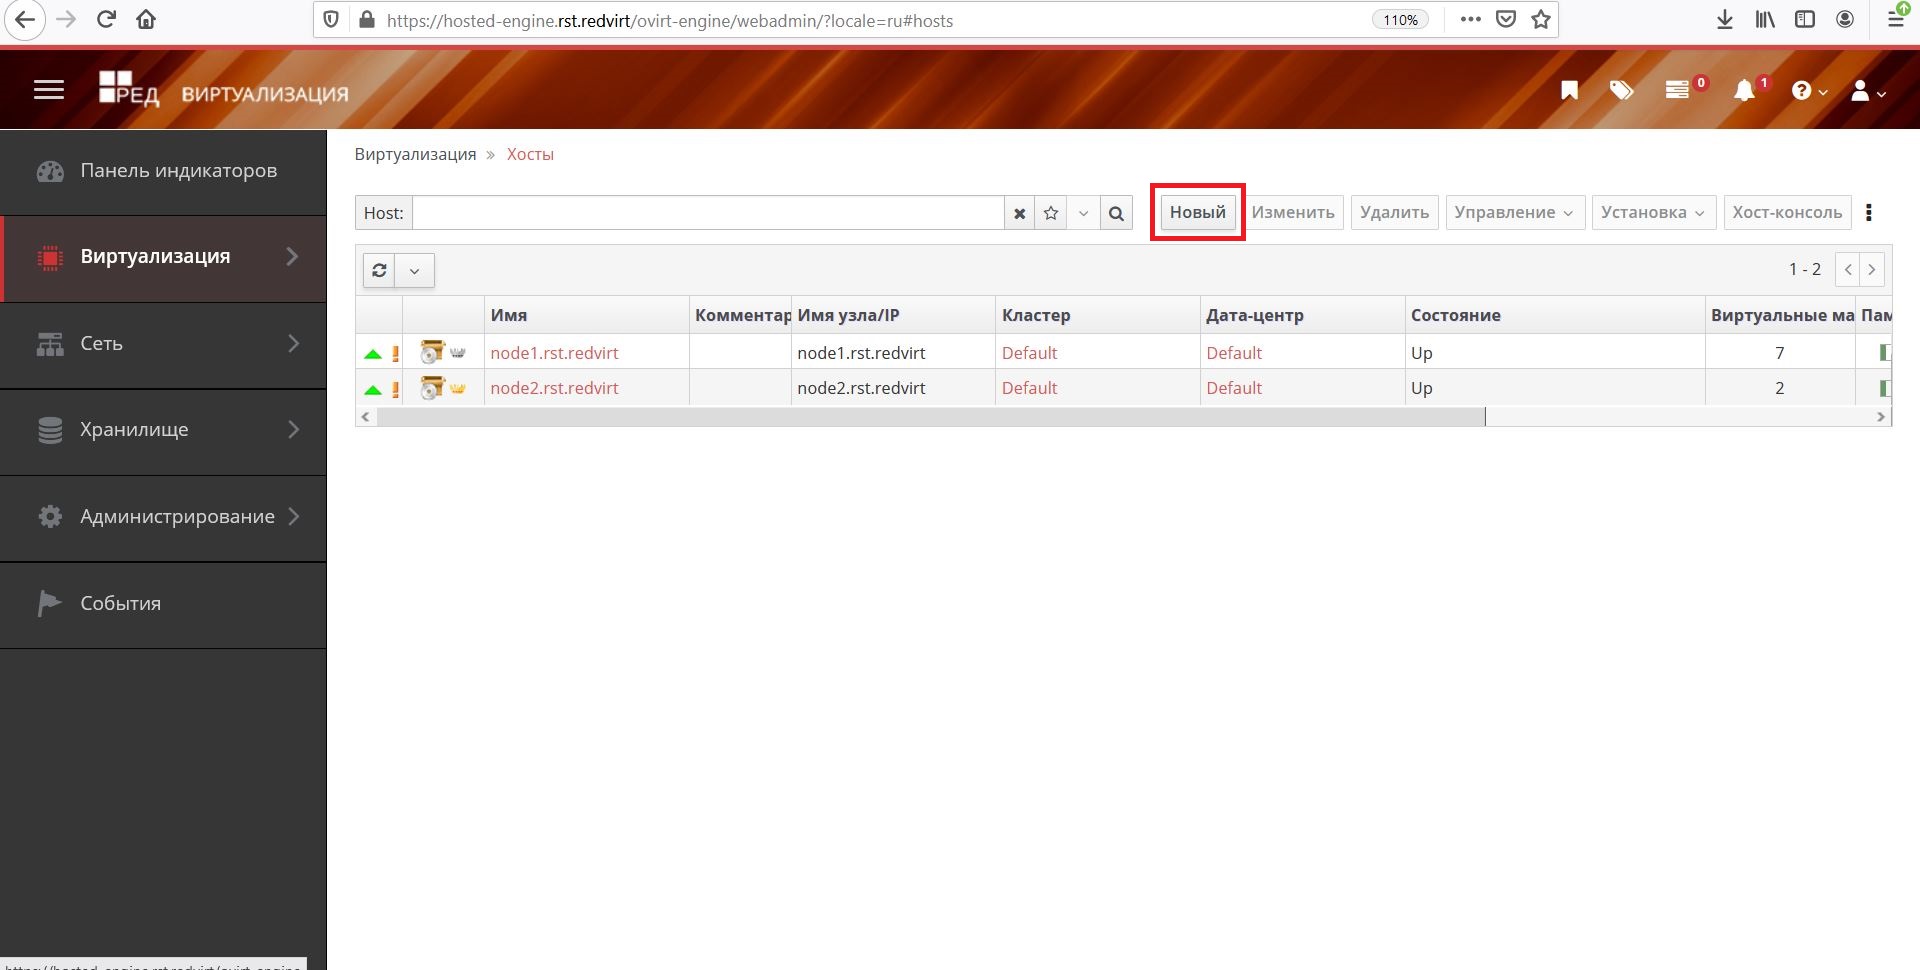 https://hosted-engine.rst.redvirt/ovirt-engine/webadmin/?locale=ru#hosts 110%
РЕД ВИРТУАЛИЗАЦИЯ 0 1
Панель индикаторов
Виртуализация
Сеть
Хранилище
Администрирование
События
Виртуализация » Хосты
Host: Новый Изменить Удалить Управление Установка Хост-консоль
1 - 2
Имя Комментар Имя узла/IP Кластер Дата-центр Состояние Виртуальные ма Пам
node1.rst.redvirt node1.rst.redvirt Default Default Up 7
node2.rst.redvirt node2.rst.redvirt Default Default Up 2